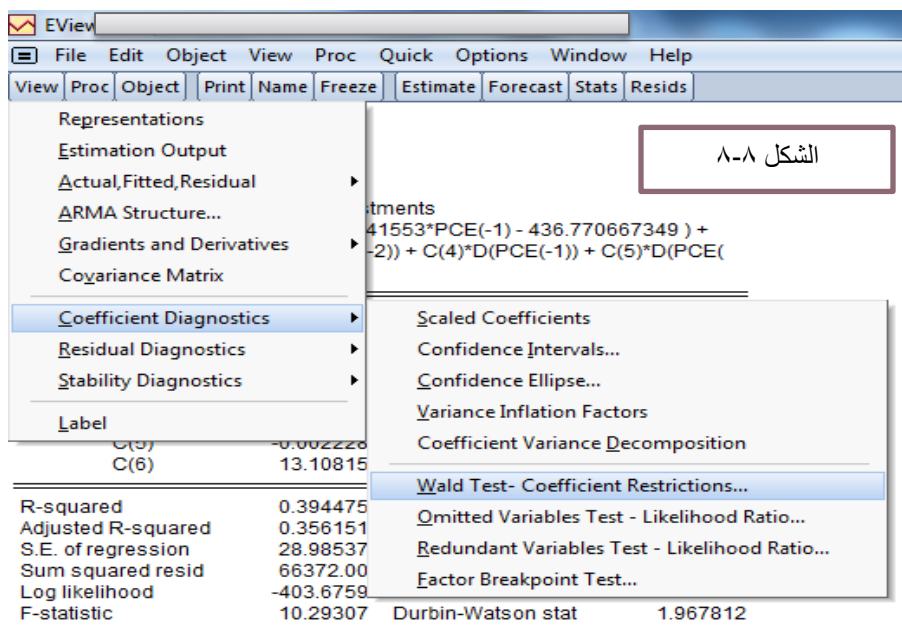 EView
File Edit Object View Proc Quick Options Window Help
View Proc Object Print Name Freeze Estimate Forecast Stats Resids
الشكل ٨-٨
Representations
Estimation Output
Actual,Fitted,Residual
ARMA Structure...
Gradients and Derivatives
Covariance Matrix
Coefficient Diagnostics
Residual Diagnostics
Stability Diagnostics
Label
tments
41553*PCE(-1) - 436.770667349 ) +
-2)) + C(4)*D(PCE(-1)) + C(5)*D(PCE(
Scaled Coefficients
Confidence Intervals...
Confidence Ellipse...
Variance Inflation Factors
Coefficient Variance Decomposition
Wald Test- Coefficient Restrictions...
Omitted Variables Test - Likelihood Ratio...
Redundant Variables Test - Likelihood Ratio...
Factor Breakpoint Test...
C(5) -0.002228
C(6) 13.10815
R-squared 0.394475
Adjusted R-squared 0.356151
S.E. of regression 28.98537
Sum squared resid 66372.00
Log likelihood -403.6759
F-statistic 10.29307 Durbin-Watson stat 1.967812